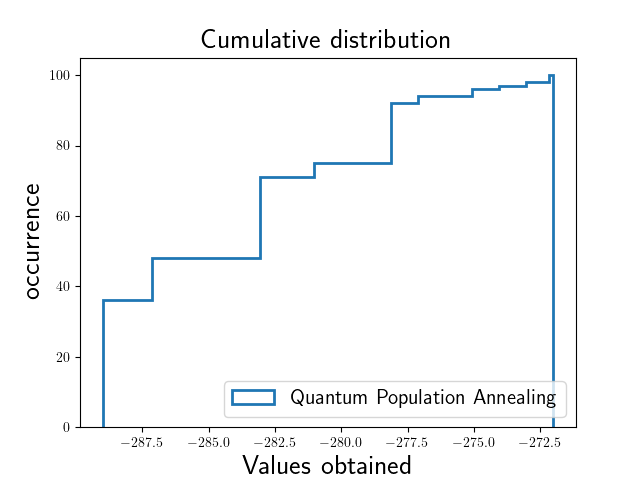 Cumulative distribution
100
80
60
40
20
0
occurrence
Quantum Population Annealing
−287.5 −285.0 −282.5 −280.0 −277.5 −275.0 −272.5
Values obtained